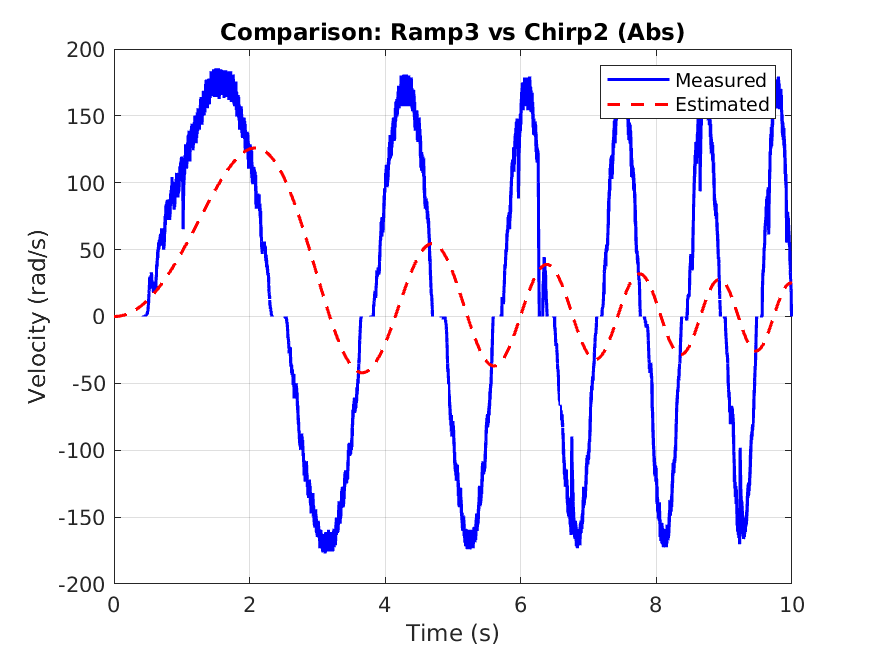 Comparison: Ramp3 vs Chirp2 (Abs)
Measured
Estimated
200
150
100
50
0
-50
-100
-150
-200
Velocity (rad/s)
0 2 4 6 8 10
Time (s)